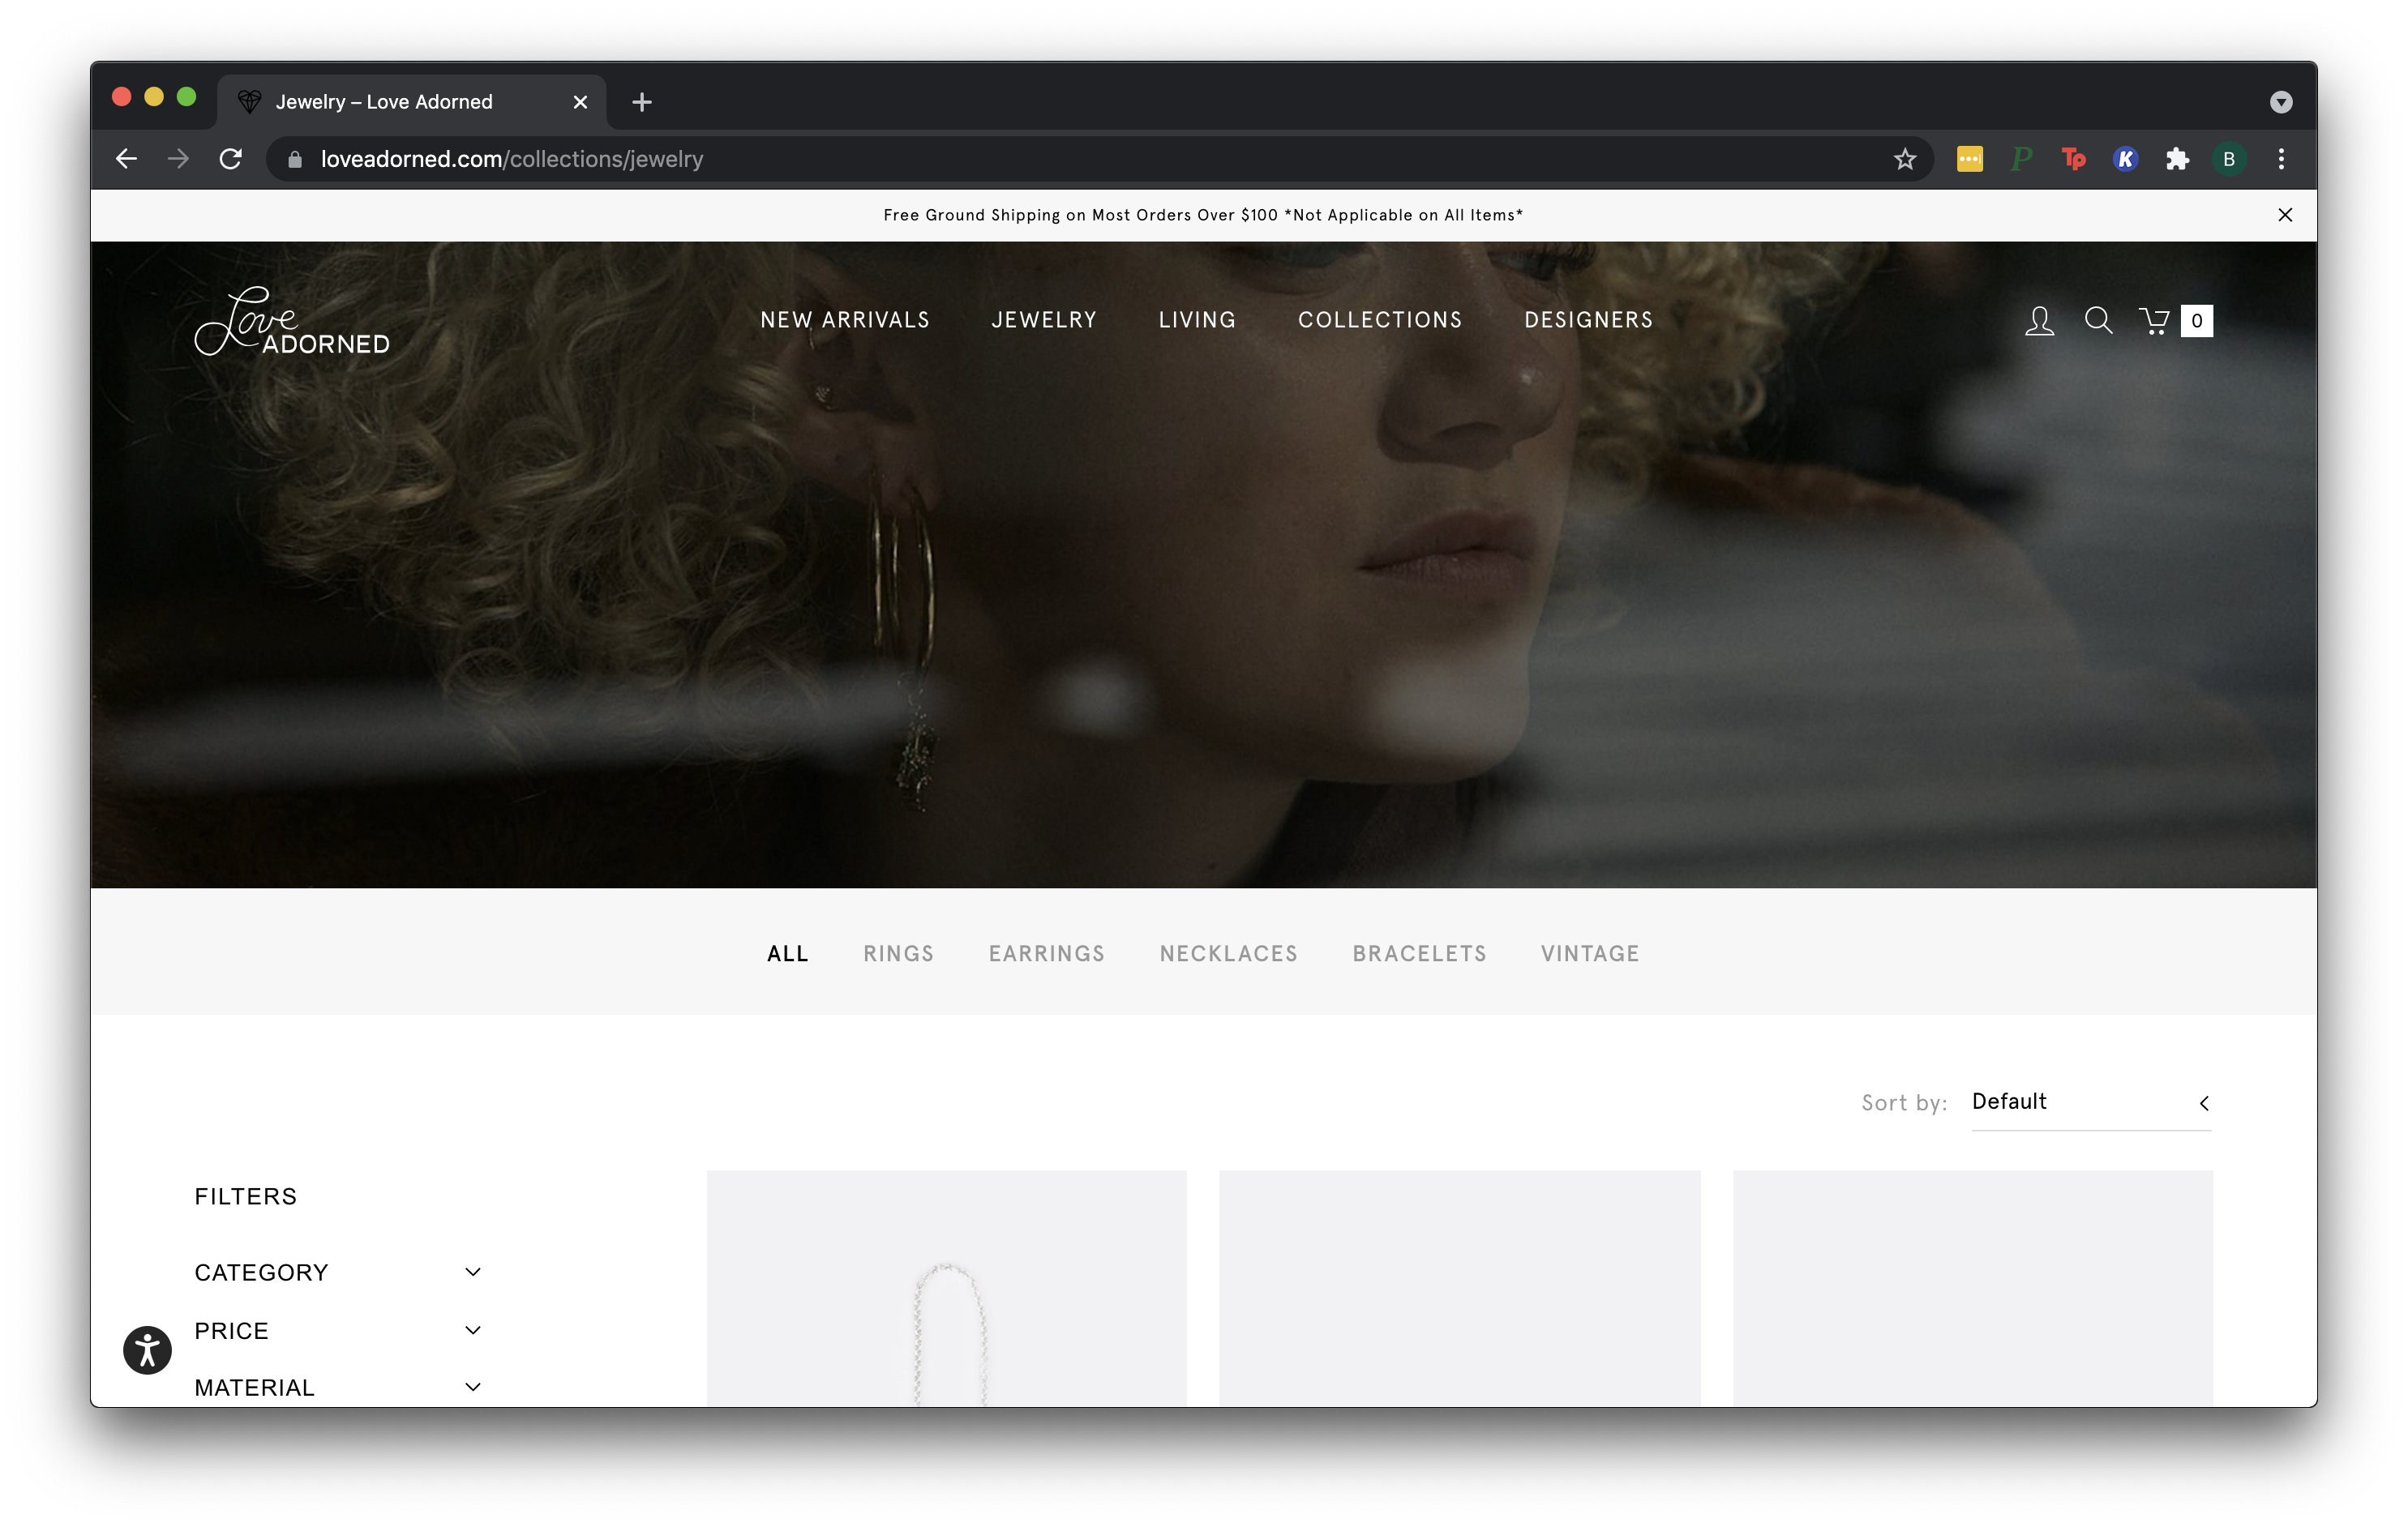 Jewelry – Love Adorned
loveadorned.com/collections/jewelry
P Tp K B
Free Ground Shipping on Most Orders Over $100 *Not Applicable on All Items*
Love
ADORNED
NEW ARRIVALS JEWELRY LIVING COLLECTIONS DESIGNERS 0
ALL RINGS EARRINGS NECKLACES BRACELETS VINTAGE
Sort by: Default
FILTERS
CATEGORY
PRICE
MATERIAL